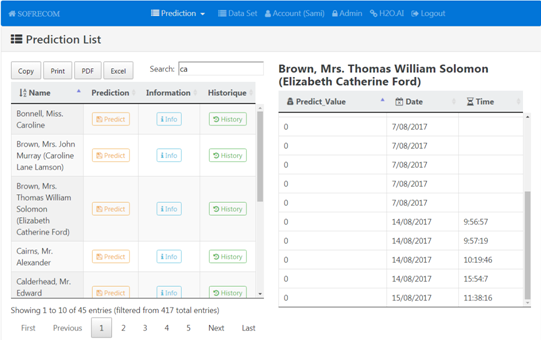 SOFRECOM Prediction Data Set Account (Sami) Admin H2O.AI Logout
Prediction List
Copy Print PDF Excel Search: ca
Name Prediction Information Historique
Bonnell, Miss.
Caroline
Predict Info History
Brown, Mrs. John
Murray (Caroline
Lane Lamson)
Predict Info History
Brown, Mrs.
Thomas William
Solomon
(Elizabeth
Catherine Ford)
Predict Info History
Cairns, Mr.
Alexander
Predict Info History
Calderhead, Mr.
Edward
Predict Info History
Showing 1 to 10 of 45 entries (filtered from 417 total entries)
First Previous 1 2 3 4 5 Next Last
Brown, Mrs. Thomas William Solomon
(Elizabeth Catherine Ford)
Predict_Value Date Time
0 7/08/2017
0 7/08/2017
0 7/08/2017
0 7/08/2017
0 7/08/2017
0 14/08/2017 9:56:57
0 14/08/2017 9:57:19
0 14/08/2017 10:19:46
0 14/08/2017 15:54:7
0 15/08/2017 11:38:16